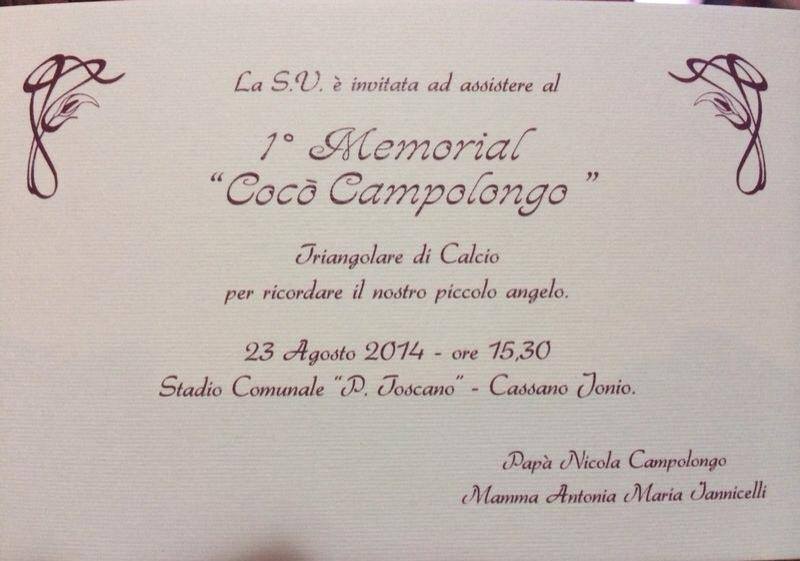 La S.V. è invitata ad assistere al
1° Memorial
“Cocò Campolongo ”
Triangolare di Calcio
per ricordare il nostro piccolo angelo.
23 Agosto 2014 - ore 15,30
Stadio Comunale “P. Toscano” - Cassano Jonio.
Papà Nicola Campolongo
Mamma Antonia Maria Iannicelli